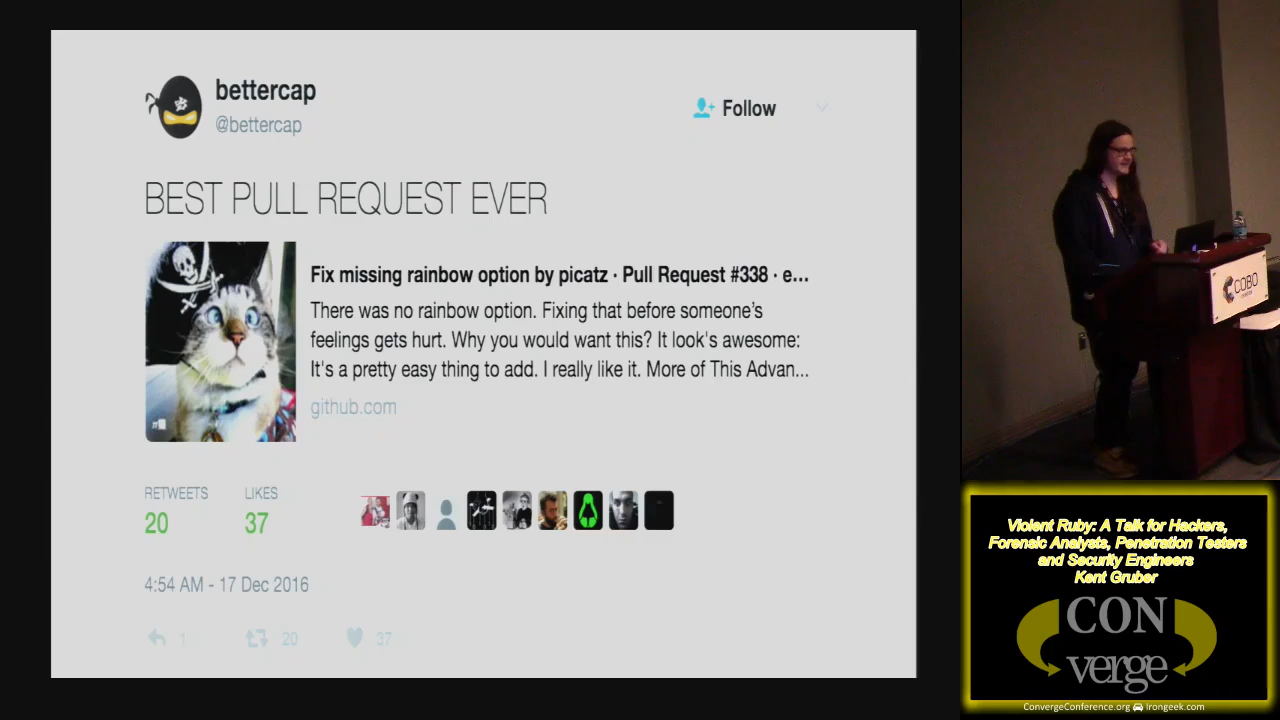 bettercap
@bettercap
Follow
BEST PULL REQUEST EVER
Fix missing rainbow option by picatz · Pull Request #338 · e...
There was no rainbow option. Fixing that before someone's
feelings gets hurt. Why you would want this? It look's awesome:
It's a pretty easy thing to add. I really like it. More of This Advan...
github.com
RETWEETS
20
LIKES
37
4:54 AM - 17 Dec 2016
1
20
37
COBO
Violent Ruby: A Talk for Hackers,
Forensic Analysts, Penetration Testers
and Security Engineers
Kent Gruber
CON
verge
ConvergeConference.org Irongeek.com